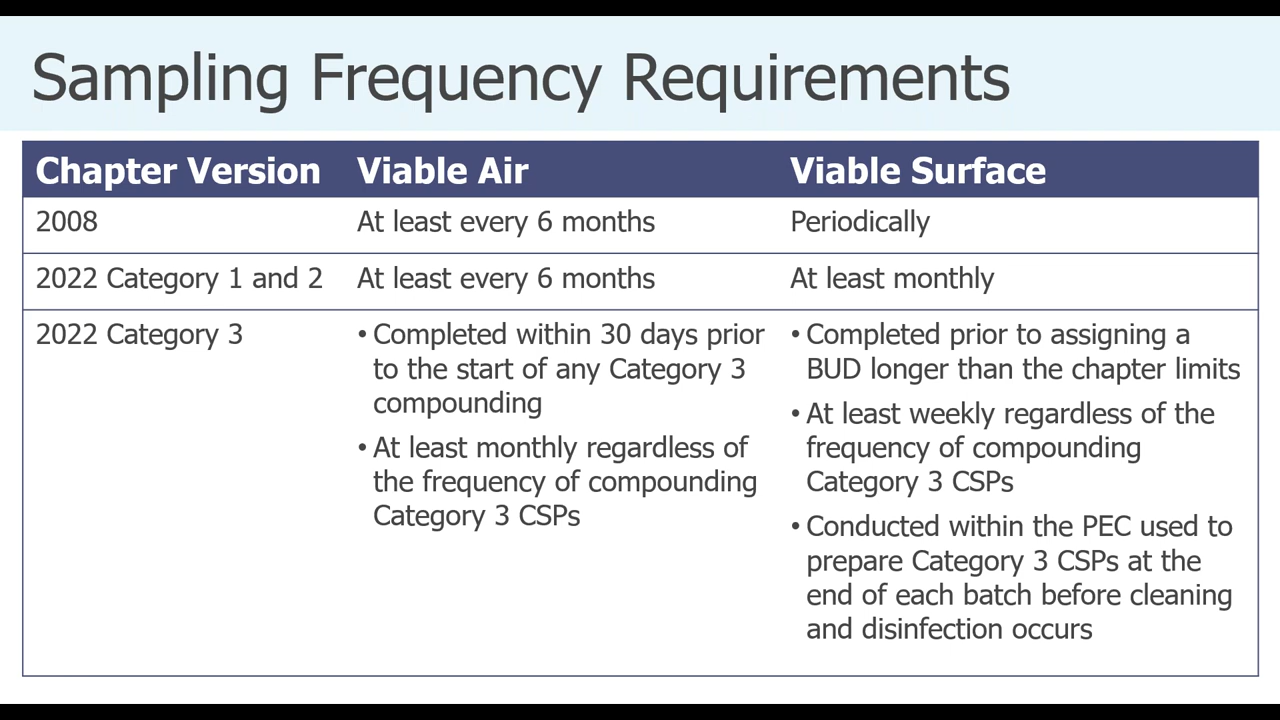 Sampling Frequency Requirements
Chapter Version
Viable Air
Viable Surface
2008
At least every 6 months
Periodically
2022 Category 1 and 2
At least every 6 months
At least monthly
2022 Category 3
• Completed within 30 days prior
to the start of any Category 3
compounding
• At least monthly regardless of
the frequency of compounding
Category 3 CSPs
• Completed prior to assigning a
BUD longer than the chapter limits
• At least weekly regardless of the
frequency of compounding
Category 3 CSPs
• Conducted within the PEC used to
prepare Category 3 CSPs at the
end of each batch before cleaning
and disinfection occurs